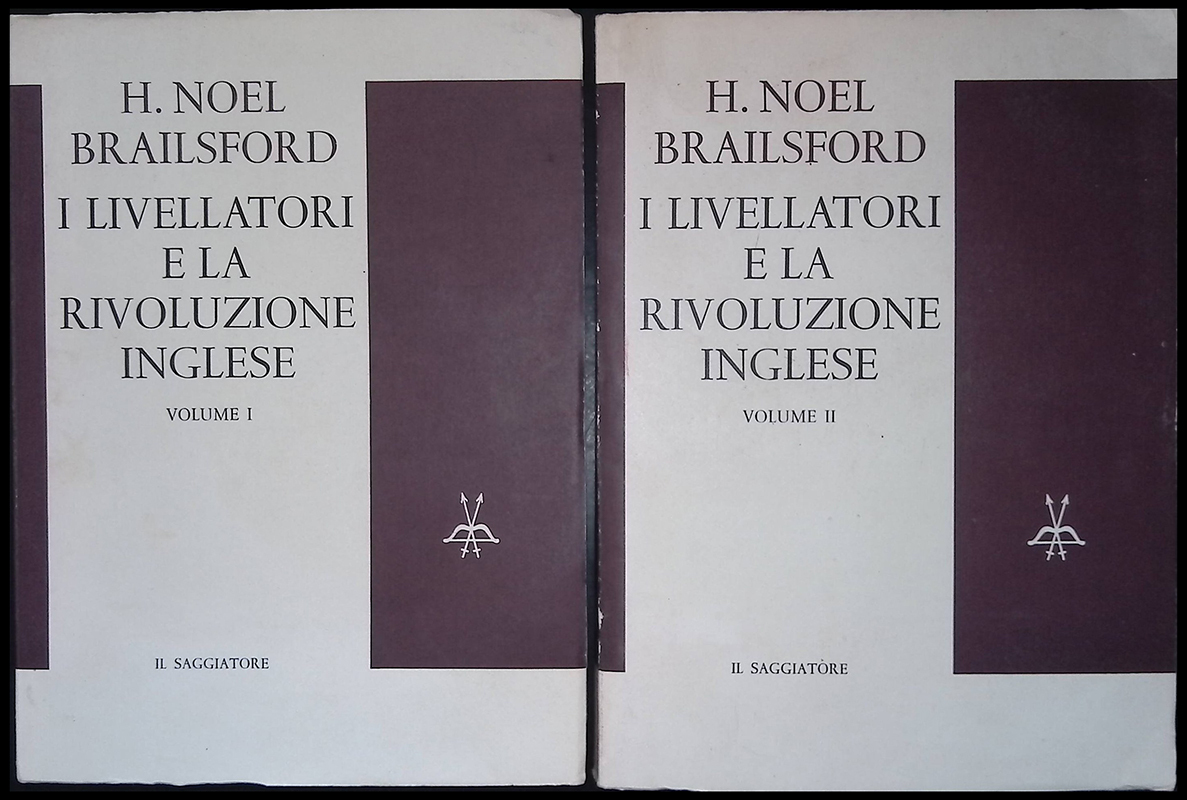 H. NOEL
BRAILSFORD
I LIVELLATORI
E LA
RIVOLUZIONE
INGLESE
VOLUME I
IL SAGGIATORE
H. NOEL
BRAILSFORD
I LIVELLATORI
E LA
RIVOLUZIONE
INGLESE
VOLUME II
IL SAGGIATORE